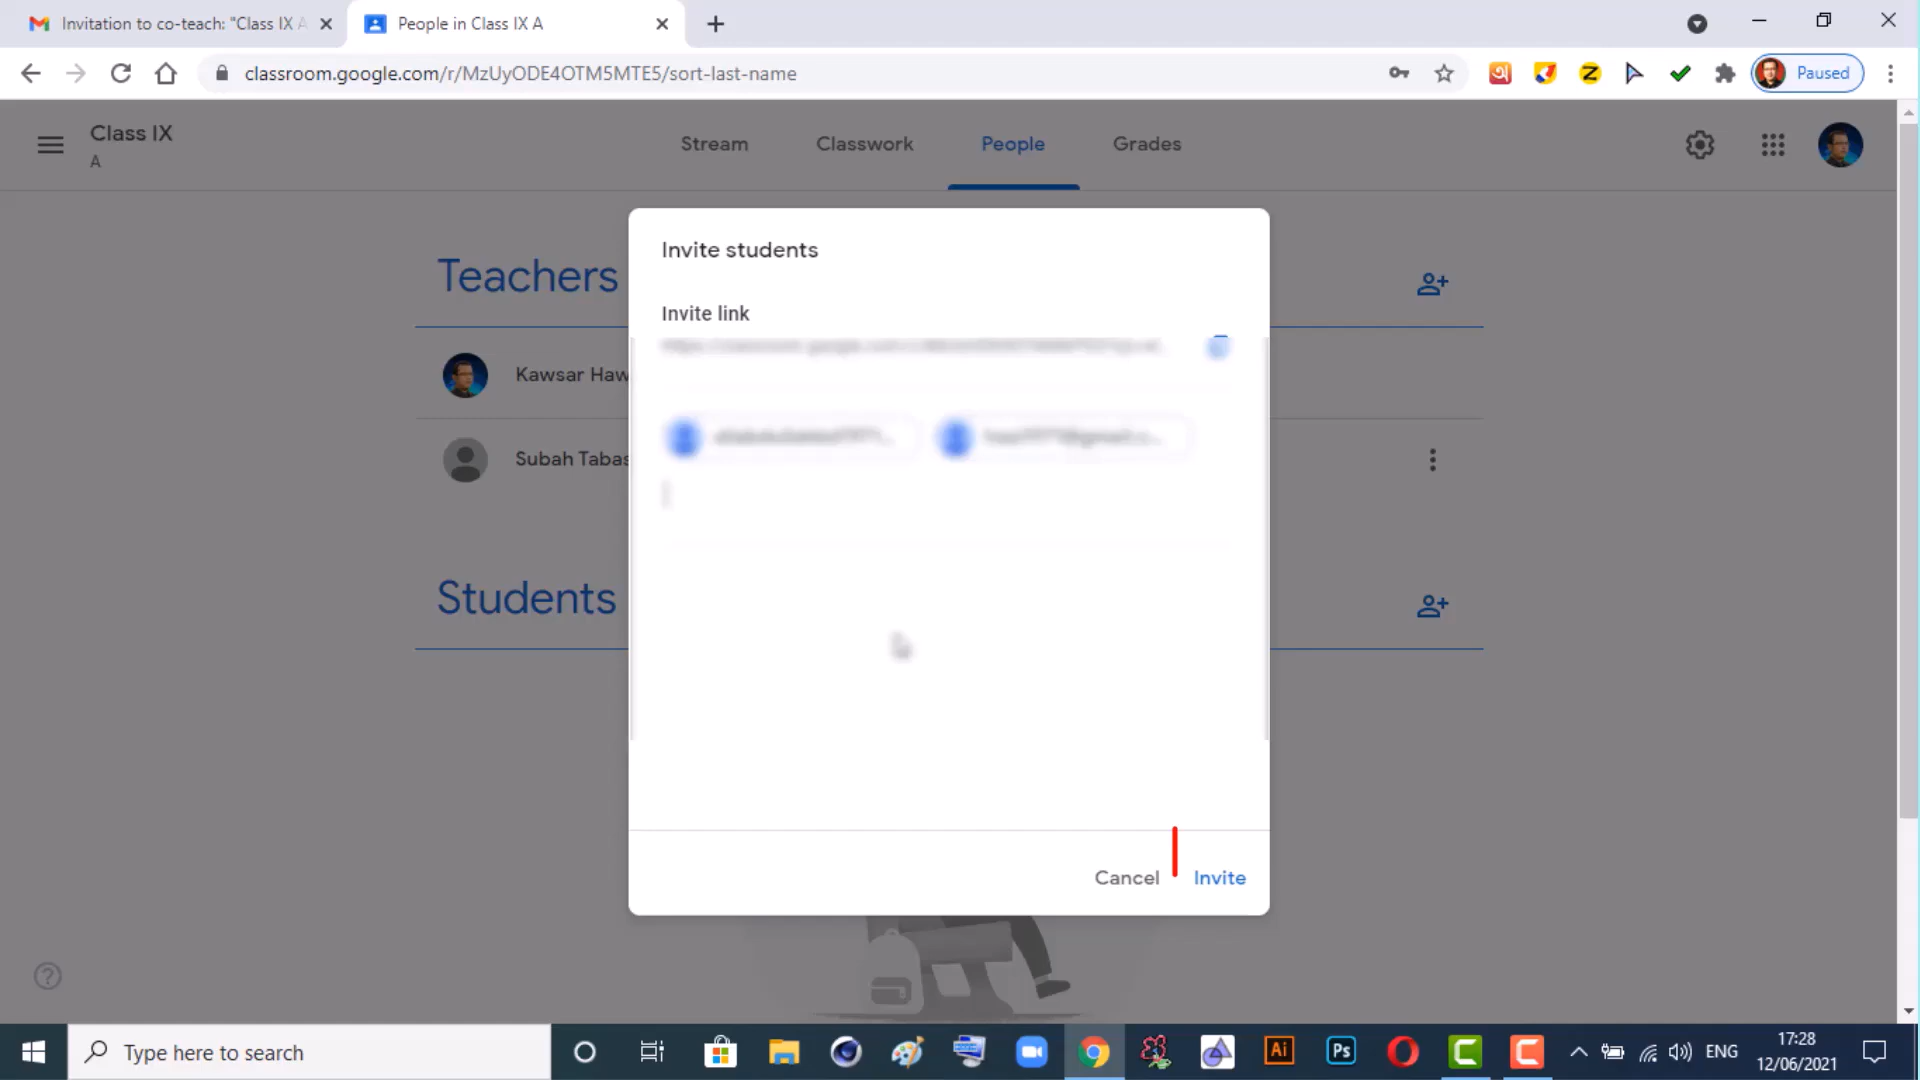 Invitation to co-teach: "Class IX A
People in Class IX A
classroom.google.com/r/MzUyODE4OTM5MTE5/sort-last-name
Paused
Class IX
A
Stream
Classwork
People
Grades
Invite students
Teachers
Invite link
Kawsar Haw
Subah Tabas
Students
Cancel
Invite
Type here to search
Ai
Ps
ENG
17:28
12/06/2021